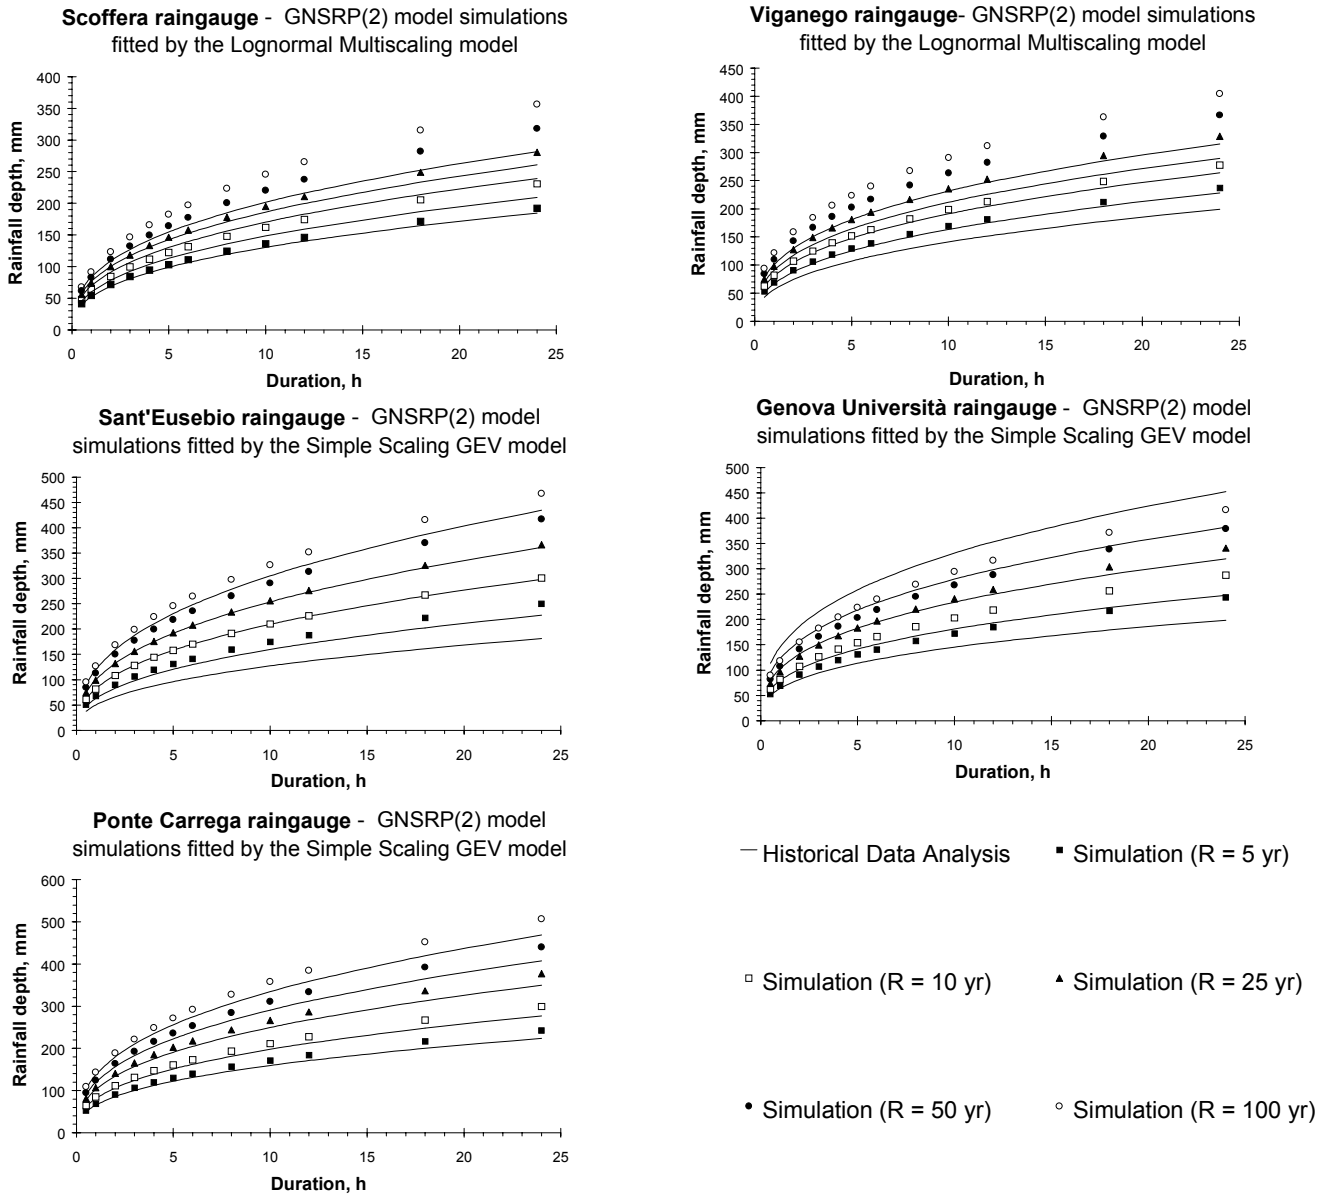 Scoffera raingauge - GNSRP(2) model simulations
fitted by the Lognormal Multiscaling model
400
350
300
250
200
150
100
50
0
Rainfall depth, mm
0 5 10 15 20 25
Duration, h
Viganego raingauge- GNSRP(2) model simulations
fitted by the Lognormal Multiscaling model
450
400
350
300
250
200
150
100
50
0
Rainfall depth, mm
0 5 10 15 20 25
Duration, h
Sant'Eusebio raingauge - GNSRP(2) model
simulations fitted by the Simple Scaling GEV model
500
450
400
350
300
250
200
150
100
50
0
Rainfall depth, mm
0 5 10 15 20 25
Duration, h
Genova Università raingauge - GNSRP(2) model
simulations fitted by the Simple Scaling GEV model
500
450
400
350
300
250
200
150
100
50
0
Rainfall depth, mm
0 5 10 15 20 25
Duration, h
Ponte Carrega raingauge - GNSRP(2) model
simulations fitted by the Simple Scaling GEV model
600
500
400
300
200
100
0
Rainfall depth, mm
0 5 10 15 20 25
Duration, h
Historical Data Analysis
Simulation (R = 5 yr)
Simulation (R = 10 yr)
Simulation (R = 25 yr)
Simulation (R = 50 yr)
Simulation (R = 100 yr)